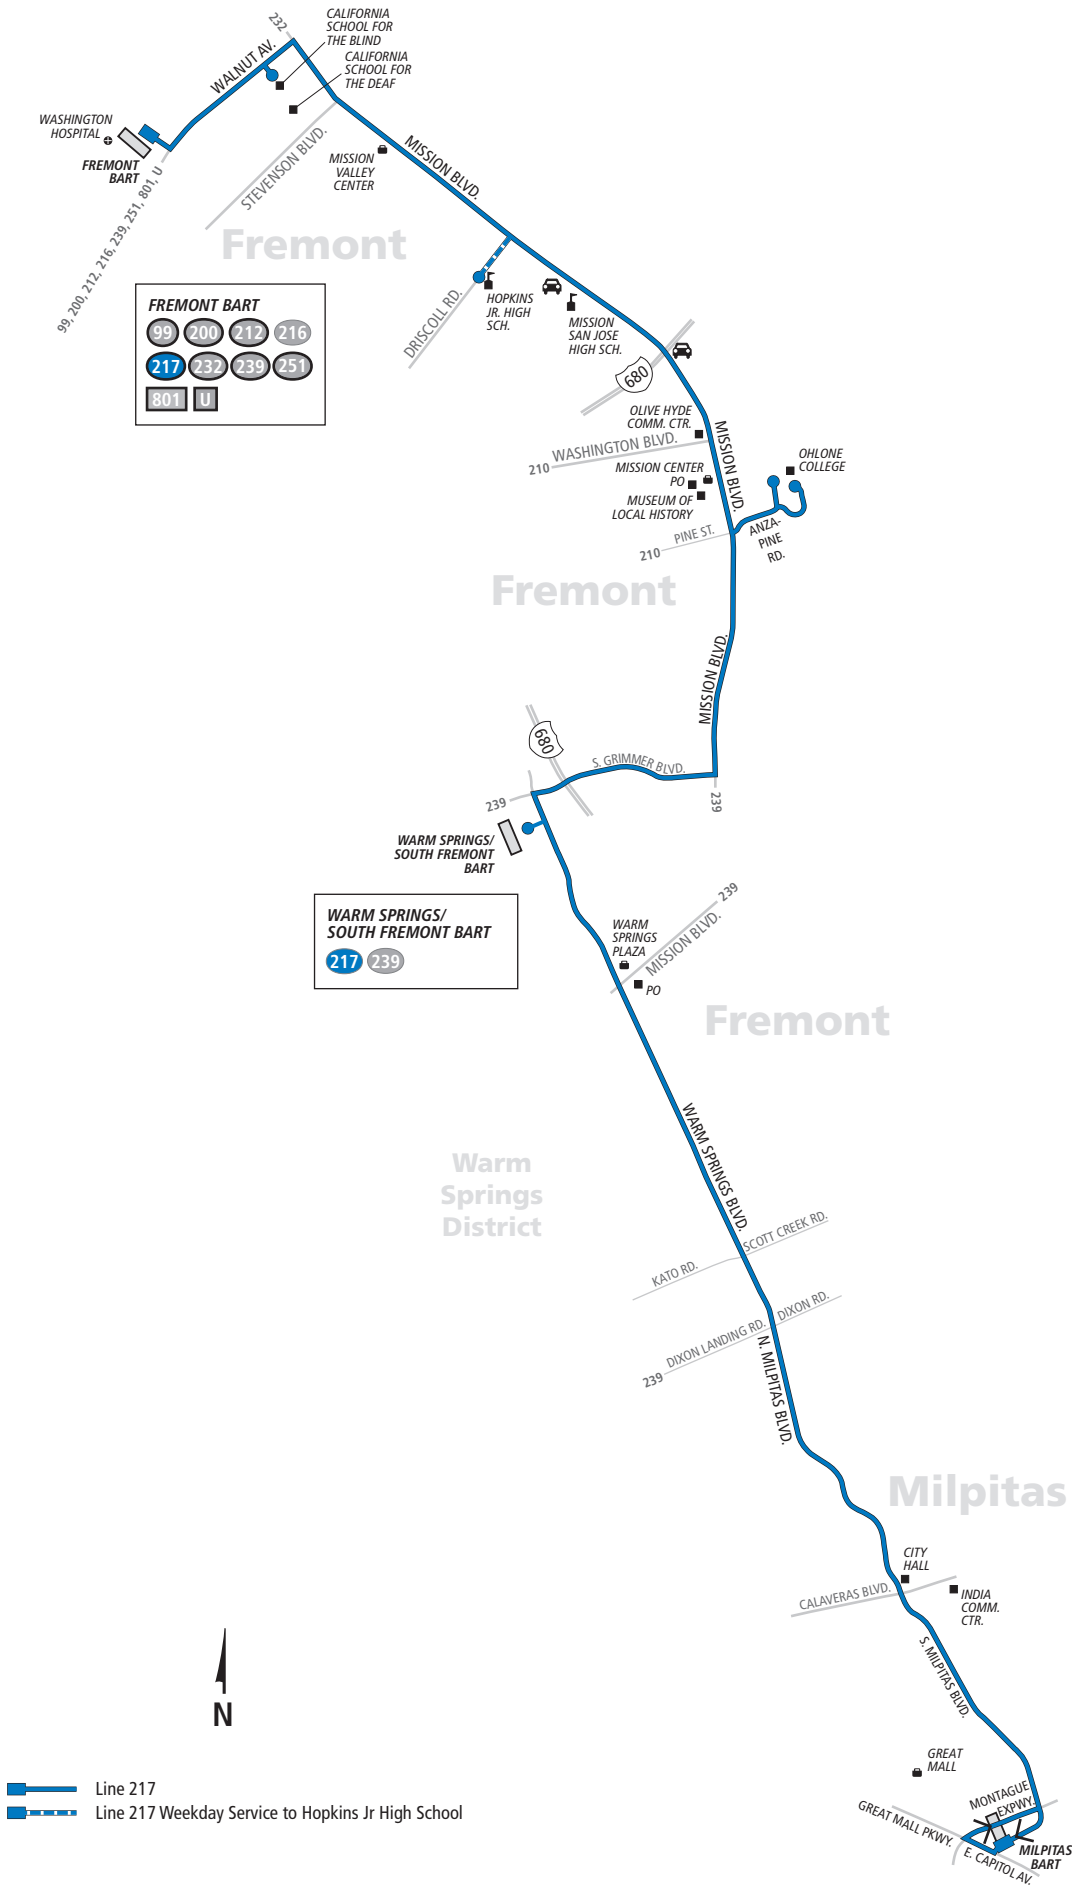 232
CALIFORNIA
SCHOOL FOR
THE BLIND
WALNUT AV.
CALIFORNIA
SCHOOL FOR
THE DEAF
WASHINGTON
HOSPITAL
FREMONT
BART
99, 200, 212, 216, 239, 251, 801, U
STEVENSON BLVD.
MISSION
VALLEY
CENTER
MISSION BLVD.
Fremont
FREMONT BART
99 200 212 216
217 232 239 251
801 U
DRISCOLL RD.
HOPKINS
JR. HIGH
SCH.
MISSION
SAN JOSE
HIGH SCH.
680
OLIVE HYDE
COMM. CTR.
210
WASHINGTON BLVD.
MISSION BLVD.
MISSION CENTER
PO
MUSEUM OF
LOCAL HISTORY
OHLONE
COLLEGE
210
PINE ST.
ANZA-
PINE
RD.
Fremont
MISSION BLVD.
680
S. GRIMMER BLVD.
239
239
WARM SPRINGS/
SOUTH FREMONT
BART
WARM SPRINGS/
SOUTH FREMONT BART
217 239
239
MISSION BLVD.
WARM
SPRINGS
PLAZA
PO
Fremont
WARM SPRINGS BLVD.
Warm
Springs
District
SCOTT CREEK RD.
KATO RD.
DIXON RD.
DIXON LANDING RD.
239
N. MILPITAS BLVD.
Milpitas
CITY
HALL
CALAVERAS BLVD.
INDIA
COMM.
CTR.
S. MILPITAS BLVD.
N
GREAT
MALL
MONTAGUE
EXPWY.
GREAT MALL PKWY.
E. CAPITOL AV.
MILPITAS
BART
Line 217
Line 217 Weekday Service to Hopkins Jr High School